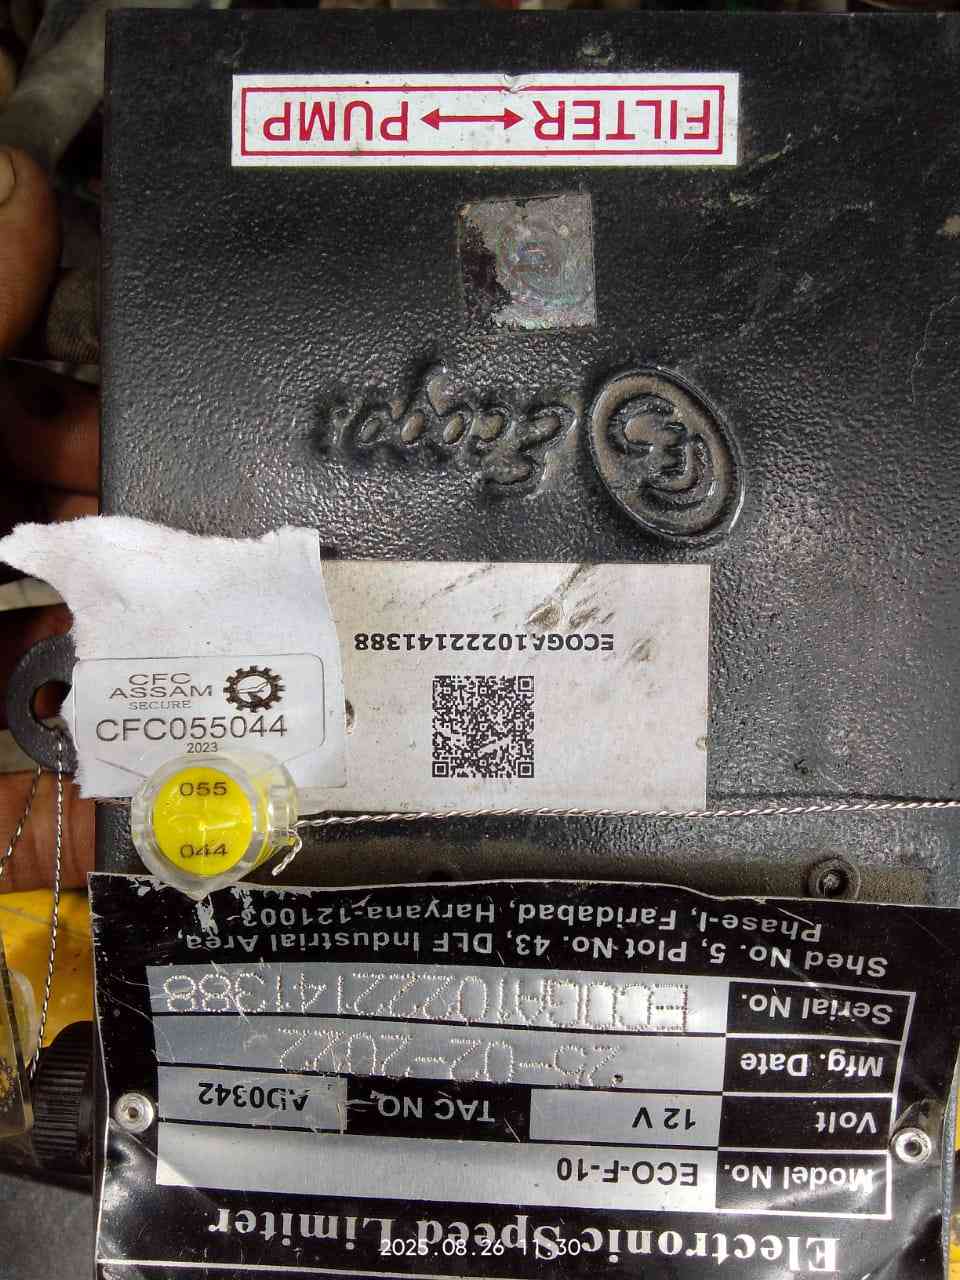 FILTER ↔ PUMP
Ecogas
ECOGA10222141388
CFC
ASSAM
SECURE
CFC055044
2023
055
044
Electronic Speed Limiter
Model No. ECO-F-10
Volt 12 V TAC NO. AD0342
Mfg. Date 23-02-2022
Serial No. ECOGA10222141388
Shed No. 5, Plot No. 43, DLF Industrial Area,
Phase-I, Faridabad, Haryana-121003
2025.08.26 11:30